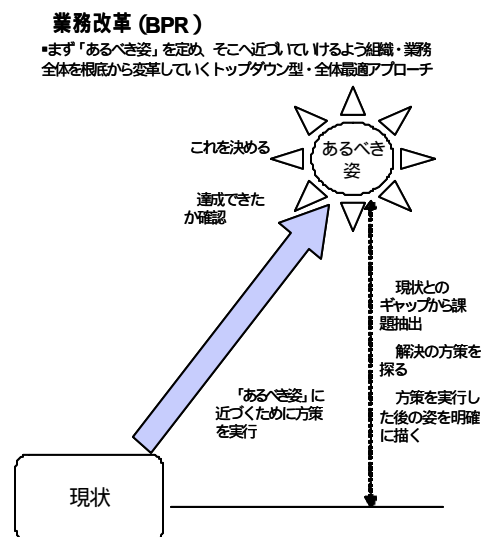 業務改革 (BPR )
▪まず「あるべき姿」を定め、そこへ近づいていけるよう組織・業務
全体を根底から変革していくトップダウン型・全体最適アプローチ
これを決める
あるべき
姿
達成できた
か確認
現状との
ギャップから課
題抽出
解決の方策を
探る
方策を実行し
た後の姿を明確
に描く
「あるべき姿」に
近づくために方策
を実行
現状